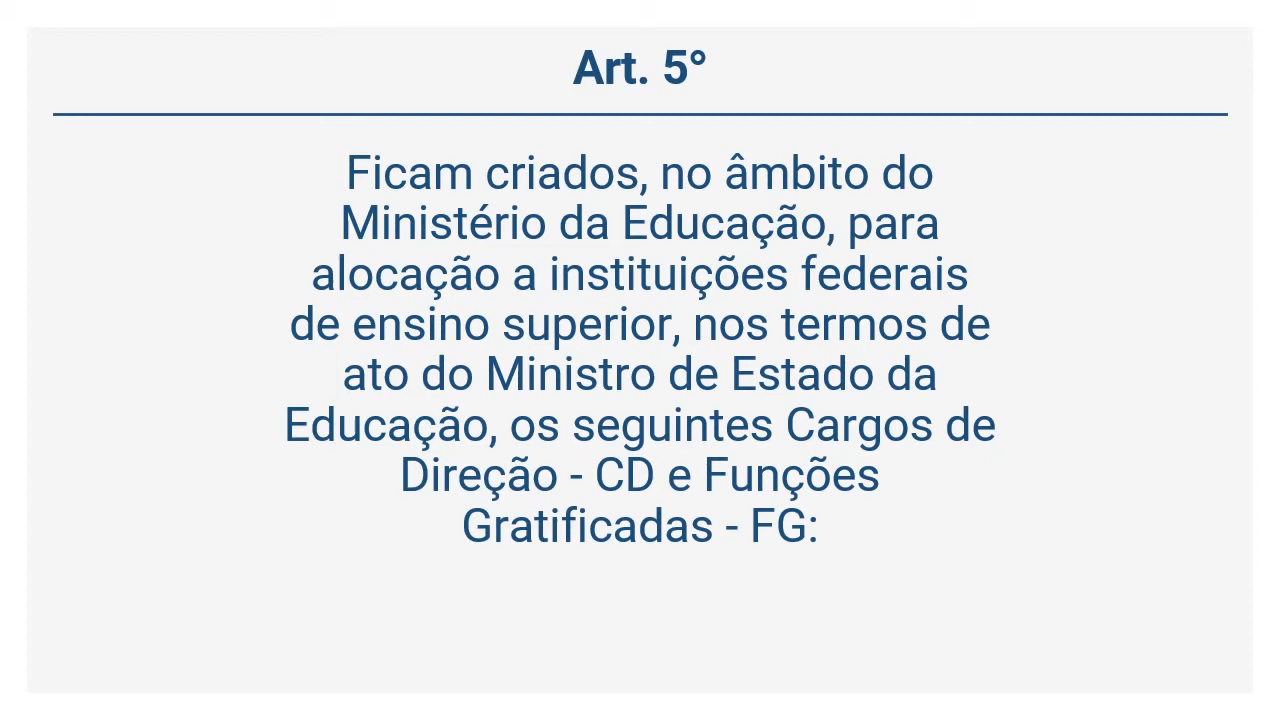 Art. 5°
Ficam criados, no âmbito do
Ministério da Educação, para
alocação a instituições federais
de ensino superior, nos termos de
ato do Ministro de Estado da
Educação, os seguintes Cargos de
Direção - CD e Funções
Gratificadas - FG: